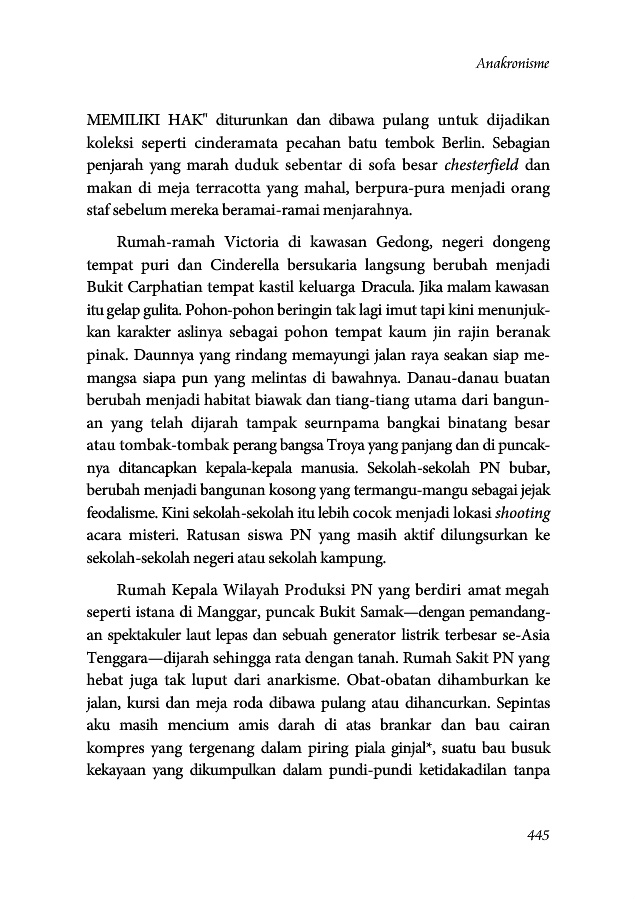 Anakronisme
MEMILIKI HAK" diturunkan dan dibawa pulang untuk dijadikan
koleksi seperti cinderamata pecahan batu tembok Berlin. Sebagian
penjarah yang marah duduk sebentar di sofa besar chesterfield dan
makan di meja terracotta yang mahal, berpura-pura menjadi orang
staf sebelum mereka beramai-ramai menjarahnya.
Rumah-ramah Victoria di kawasan Gedong, negeri dongeng
tempat puri dan Cinderella bersukaria langsung berubah menjadi
Bukit Carphatian tempat kastil keluarga Dracula. Jika malam kawasan
itu gelap gulita. Pohon-pohon beringin tak lagi imut tapi kini menunjuk-
kan karakter aslinya sebagai pohon tempat kaum jin rajin beranak
pinak. Daunnya yang rindang memayungi jalan raya seakan siap me-
mangsa siapa pun yang melintas di bawahnya. Danau-danau buatan
berubah menjadi habitat biawak dan tiang-tiang utama dari bangun-
an yang telah dijarah tampak seurnpama bangkai binatang besar
atau tombak-tombak perang bangsa Troya yang panjang dan di puncak-
nya ditancapkan kepala-kepala manusia. Sekolah-sekolah PN bubar,
berubah menjadi bangunan kosong yang termangu-mangu sebagai jejak
feodalisme. Kini sekolah-sekolah itu lebih cocok menjadi lokasi shooting
acara misteri. Ratusan siswa PN yang masih aktif dilungsurkan ke
sekolah-sekolah negeri atau sekolah kampung.
Rumah Kepala Wilayah Produksi PN yang berdiri amat megah
seperti istana di Manggar, puncak Bukit Samak—dengan pemandang-
an spektakuler laut lepas dan sebuah generator listrik terbesar se-Asia
Tenggara—dijarah sehingga rata dengan tanah. Rumah Sakit PN yang
hebat juga tak luput dari anarkisme. Obat-obatan dihamburkan ke
jalan, kursi dan meja roda dibawa pulang atau dihancurkan. Sepintas
aku masih mencium amis darah di atas brankar dan bau cairan
kompres yang tergenang dalam piring piala ginjal*, suatu bau busuk
kekayaan yang dikumpulkan dalam pundi-pundi ketidakadilan tanpa
445